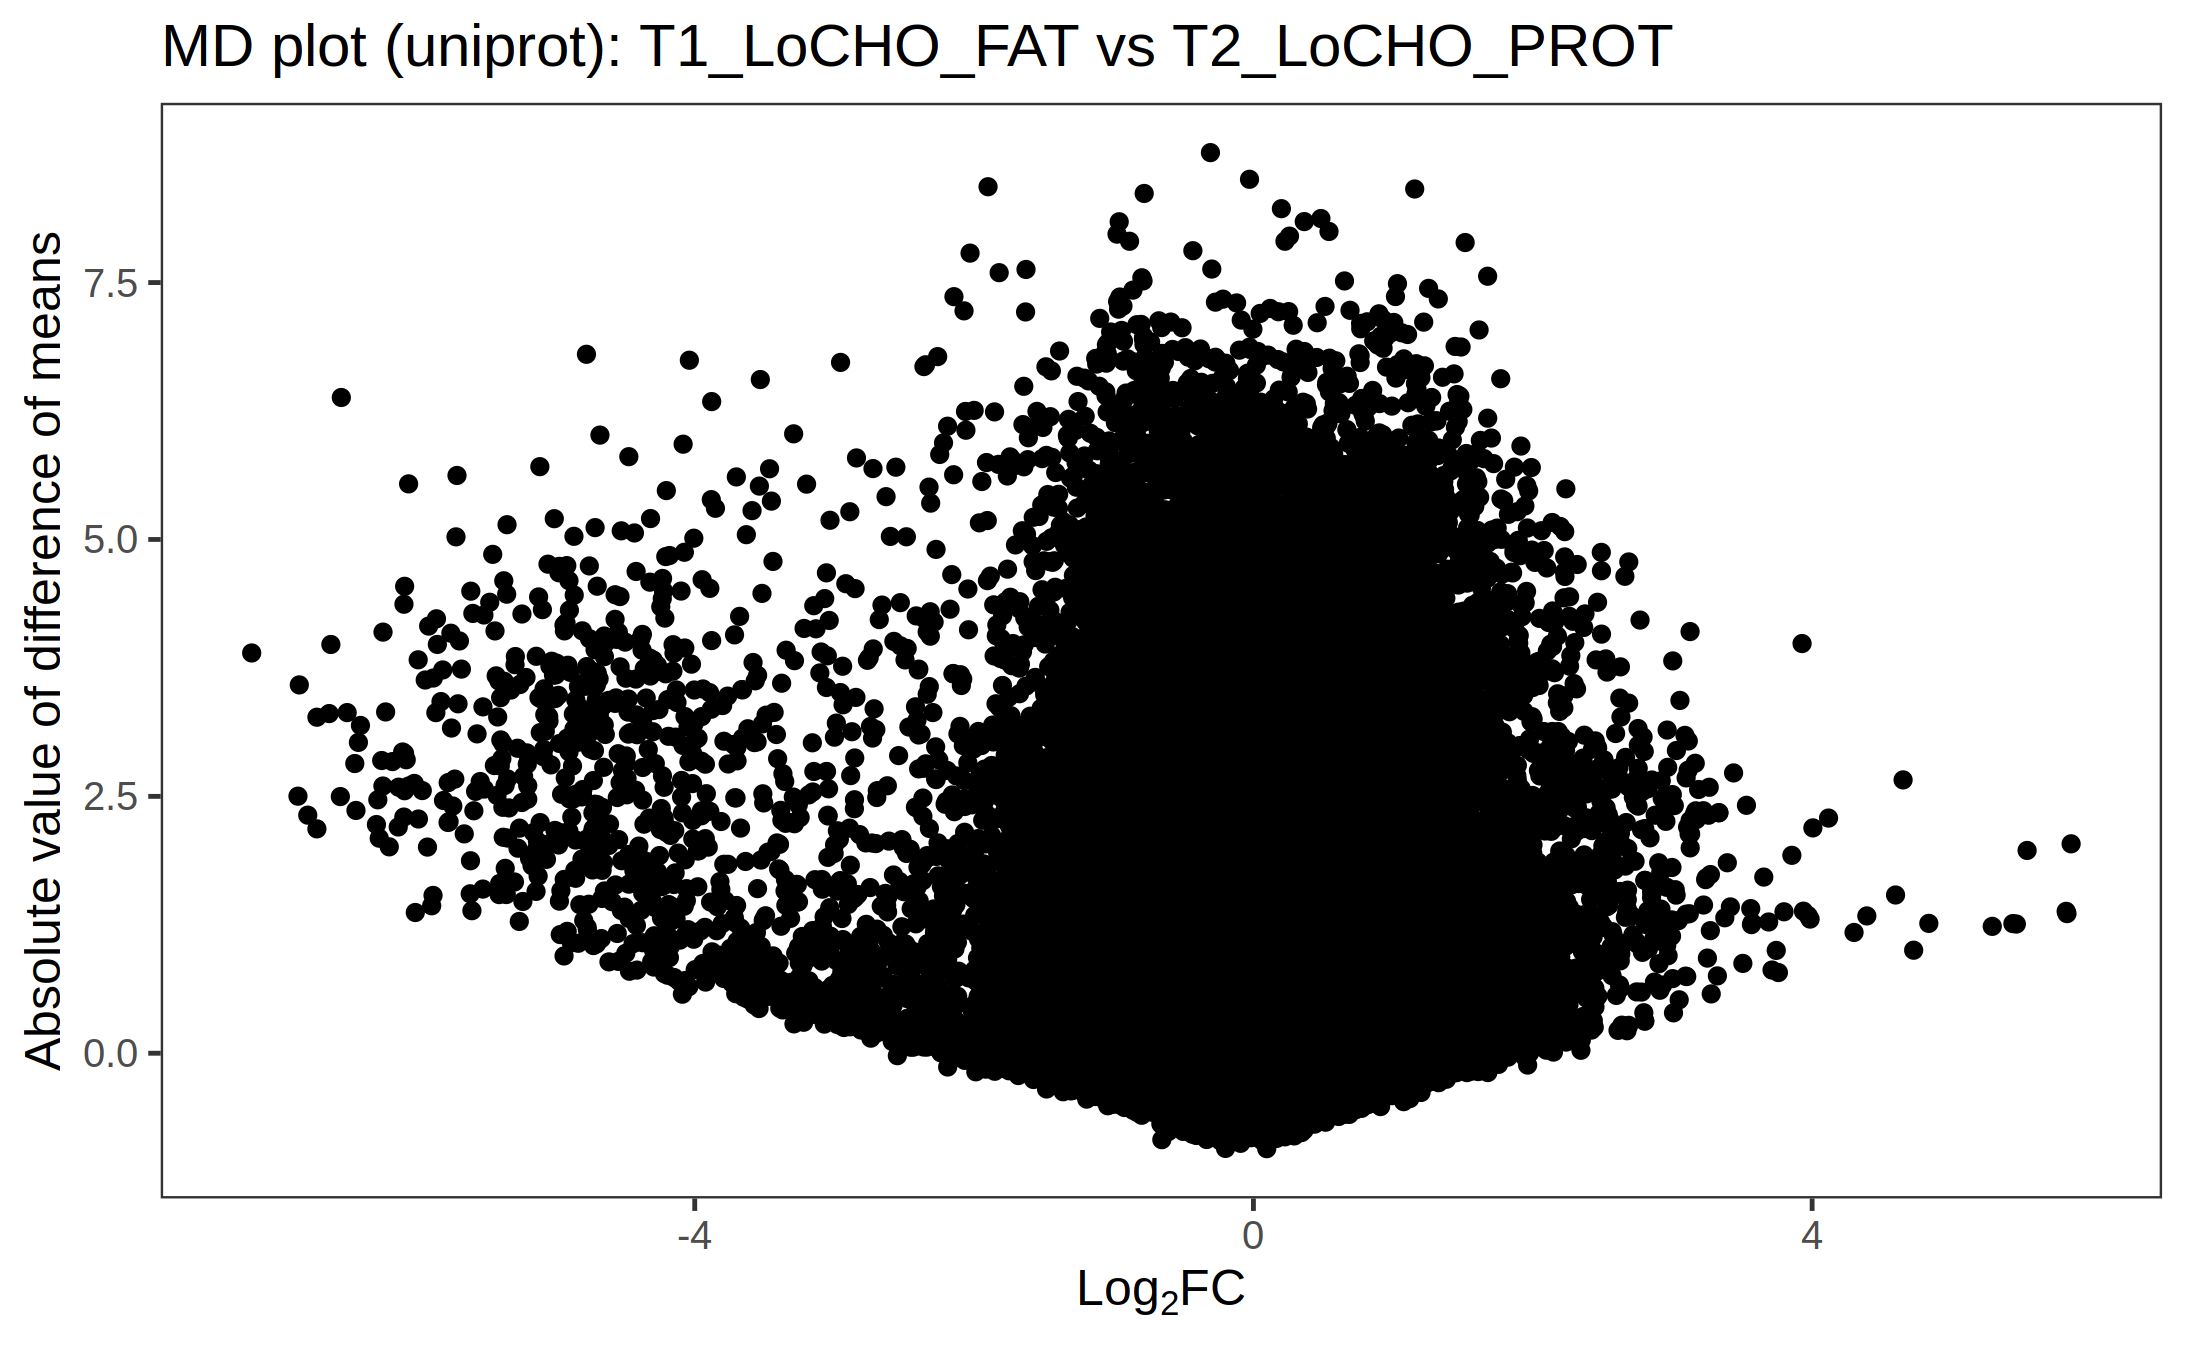 MD plot (uniprot): T1_LoCHO_FAT vs T2_LoCHO_PROT
Absolute value of difference of means
7.5
5.0
2.5
0.0
-4 0 4
Log₂FC